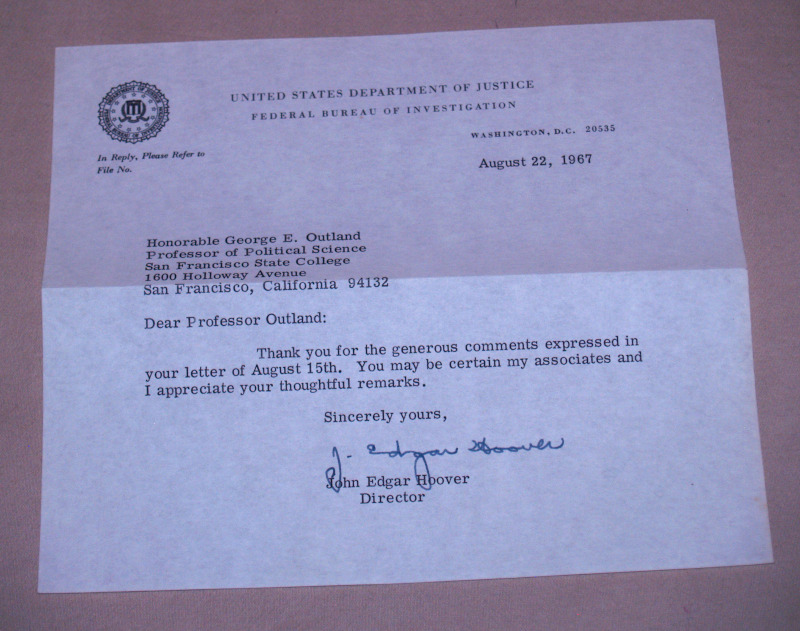 UNITED STATES DEPARTMENT OF JUSTICE
FEDERAL BUREAU OF INVESTIGATION
WASHINGTON, D.C. 20535
In Reply, Please Refer to
File No.
August 22, 1967
Honorable George E. Outland
Professor of Political Science
San Francisco State College
1600 Holloway Avenue
San Francisco, California 94132
Dear Professor Outland:
Thank you for the generous comments expressed in
your letter of August 15th. You may be certain my associates and
I appreciate your thoughtful remarks.
Sincerely yours,
J. Edgar Hoover
John Edgar Hoover
Director